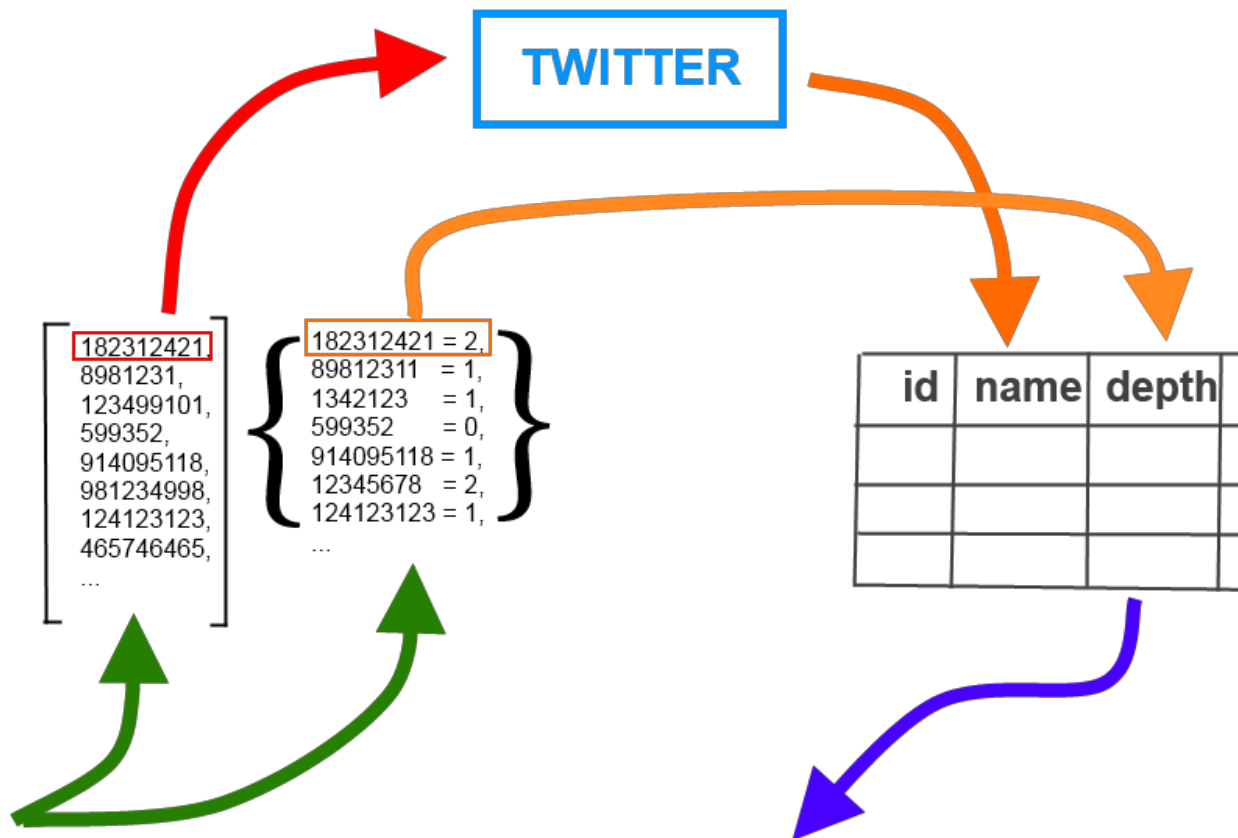 TWITTER
182312421,
8981231,
123499101,
599352,
914095118,
981234998,
124123123,
465746465,
...
182312421 = 2,
89812311 = 1,
1342123 = 1,
599352 = 0,
914095118 = 1,
12345678 = 2,
124123123 = 1,
...
id name depth